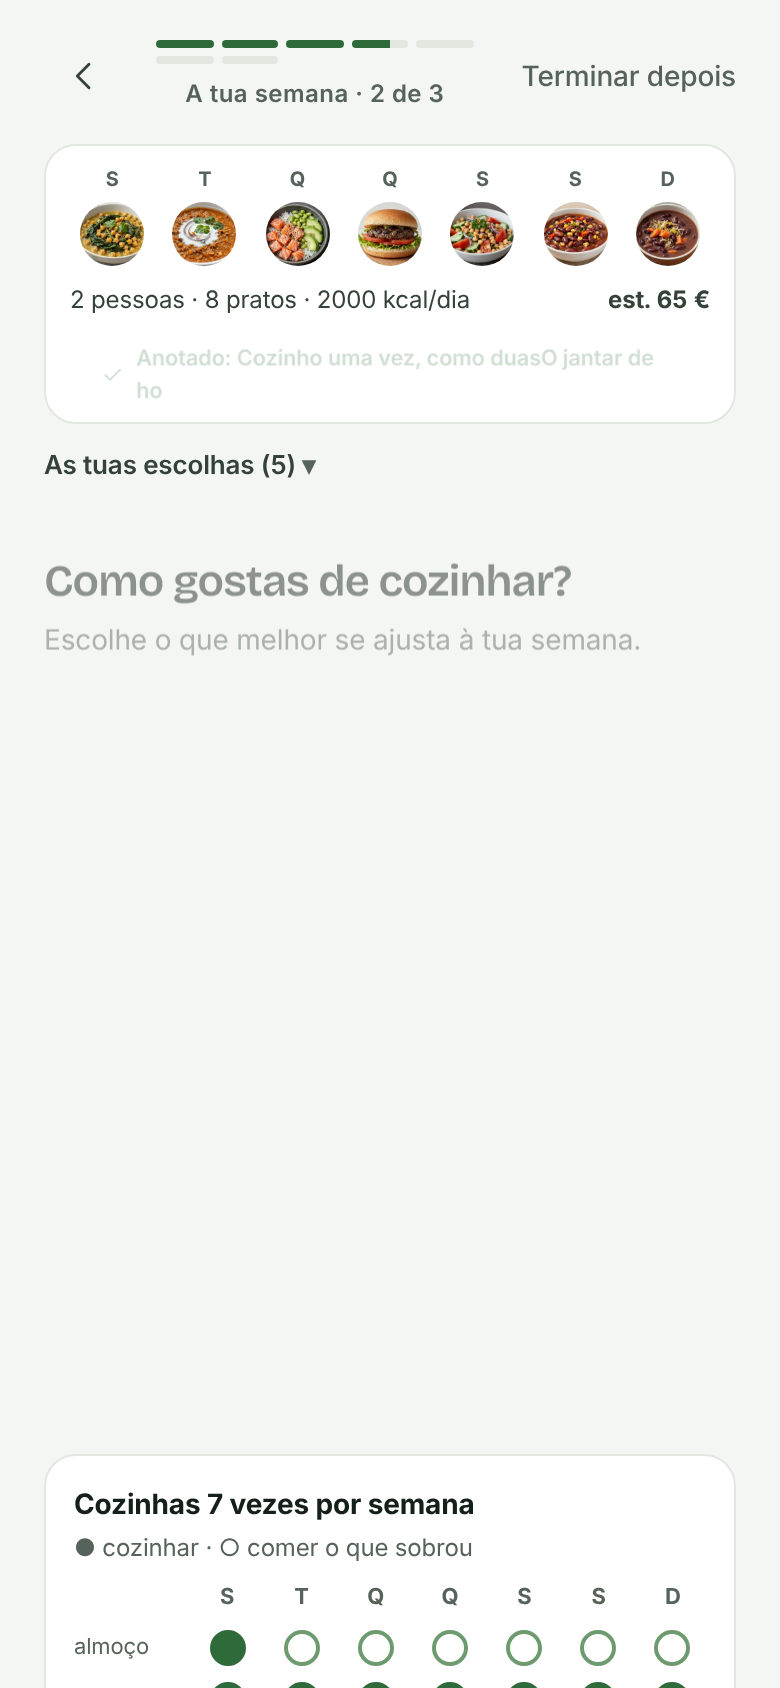 A tua semana · 2 de 3
Terminar depois
S T Q Q S S D
2 pessoas · 8 pratos · 2000 kcal/dia
est. 65 €
Anotado: Cozinho uma vez, como duasO jantar de
ho
As tuas escolhas (5) ▾
Como gostas de cozinhar?
Escolhe o que melhor se ajusta à tua semana.
Cozinhas 7 vezes por semana
● cozinhar · O comer o que sobrou
S T Q Q S S D
almoço